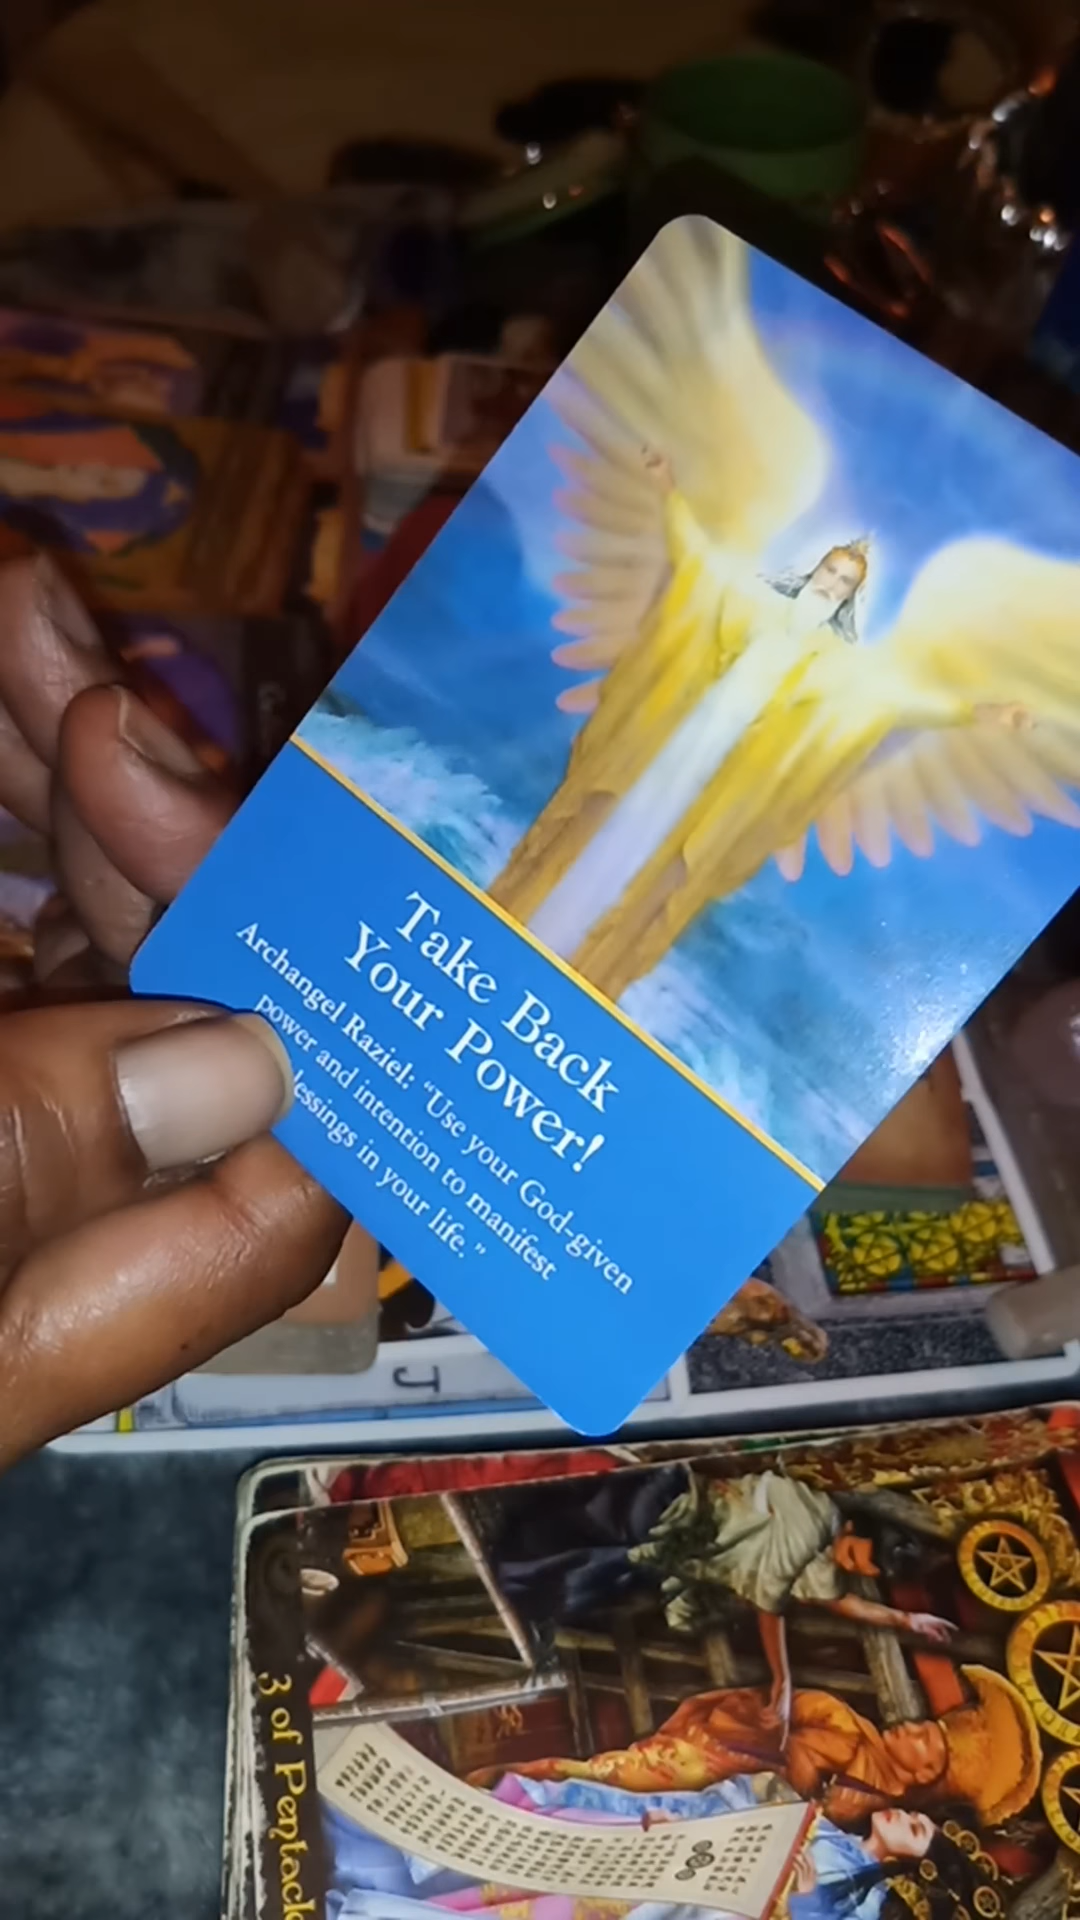 Take Back
Your Power!
Archangel Raziel: “Use your God-given
power and intention to manifest
lessings in your life.”
3 of Pentacl